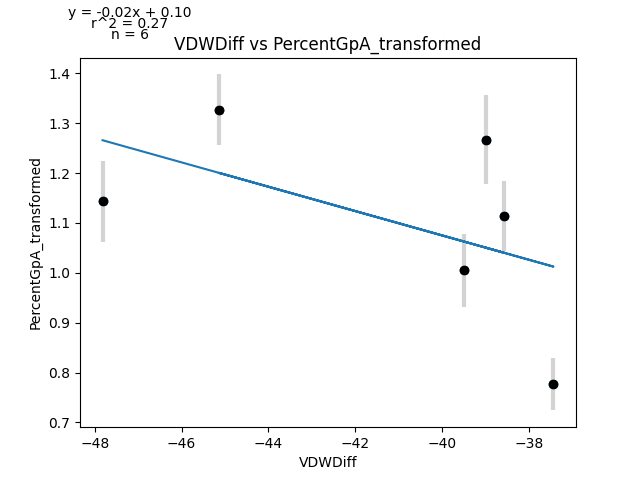 y = -0.02x + 0.10
r^2 = 0.27
n = 6
VDWDiff vs PercentGpA_transformed
1.4
1.3
1.2
1.1
1.0
0.9
0.8
0.7
PercentGpA_transformed
−48
−46
−44
−42
−40
−38
VDWDiff